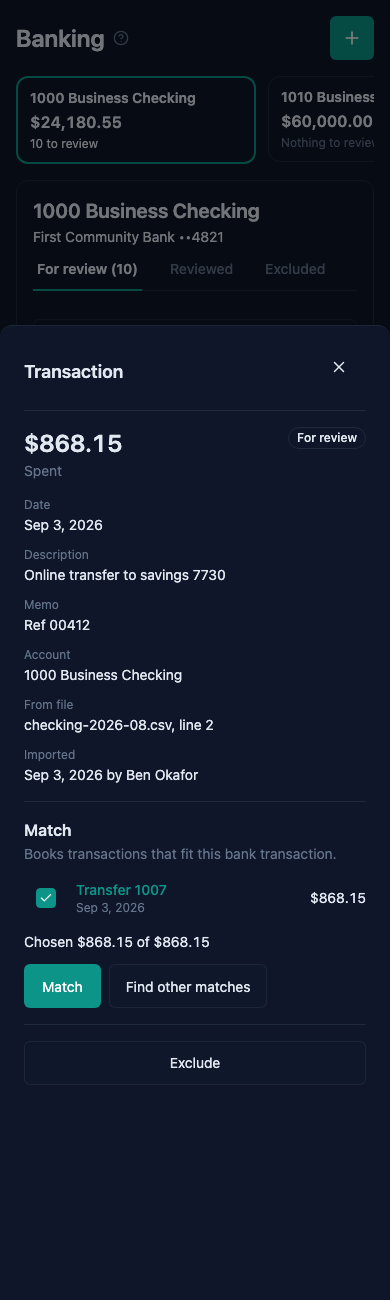 Banking
1000 Business Checking
$24,180.55
10 to review
1010 Business
$60,000.00
Nothing to review
1000 Business Checking
First Community Bank ••4821
For review (10)
Reviewed
Excluded
Transaction
$868.15
For review
Spent
Date
Sep 3, 2026
Description
Online transfer to savings 7730
Memo
Ref 00412
Account
1000 Business Checking
From file
checking-2026-08.csv, line 2
Imported
Sep 3, 2026 by Ben Okafor
Match
Books transactions that fit this bank transaction.
Transfer 1007
Sep 3, 2026
$868.15
Chosen $868.15 of $868.15
Match
Find other matches
Exclude